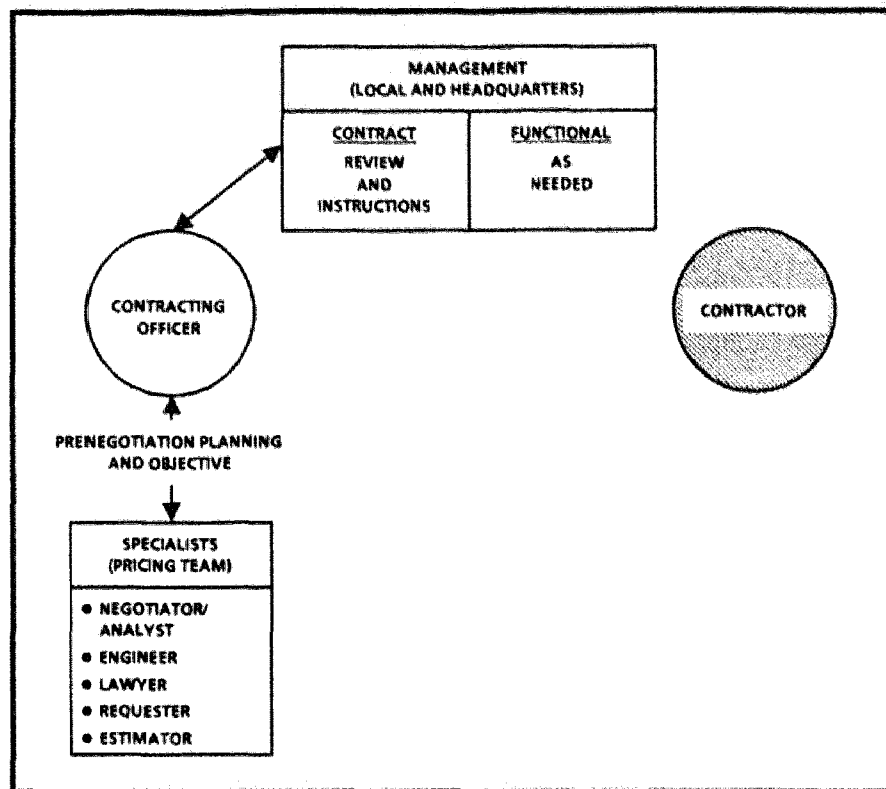 MANAGEMENT
(LOCAL AND HEADQUARTERS)
CONTRACT
REVIEW
AND
INSTRUCTIONS
FUNCTIONAL
AS
NEEDED
CONTRACTING
OFFICER
CONTRACTOR
PRENEGOTIATION PLANNING
AND OBJECTIVE
SPECIALISTS
(PRICING TEAM)
● NEGOTIATOR/
ANALYST
● ENGINEER
● LAWYER
● REQUESTER
● ESTIMATOR